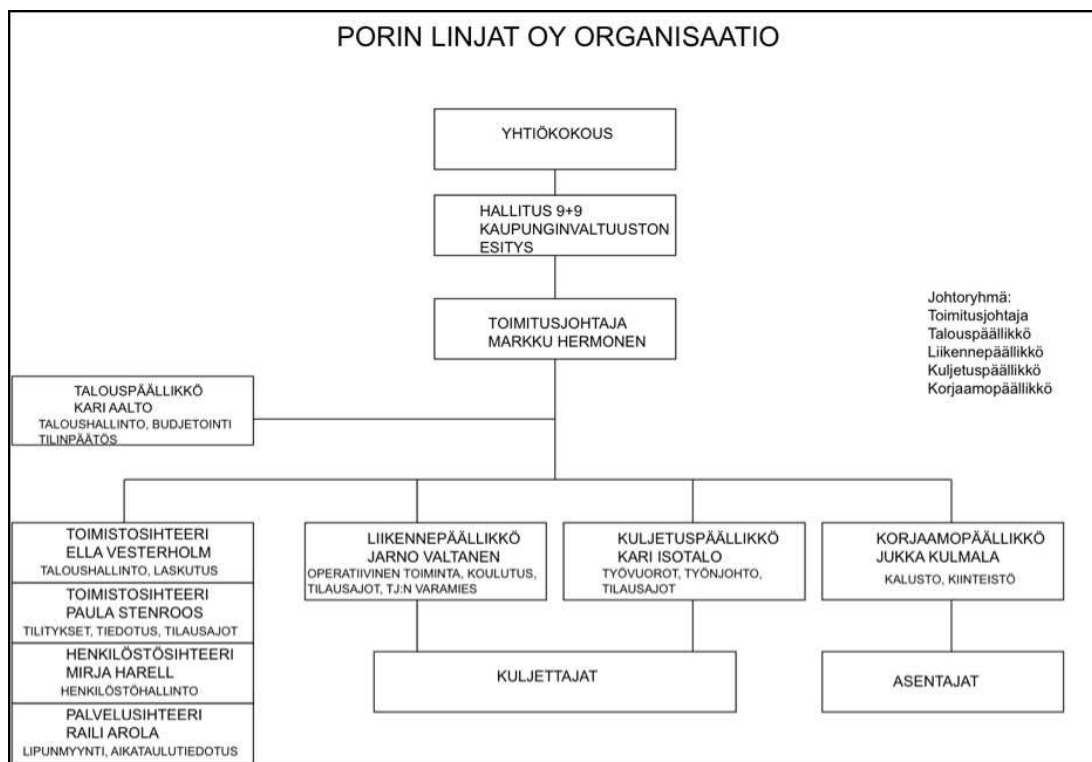 PORIN LINJAT OY ORGANISAATIO
YHTIÖKOKOUS
HALLITUS 9+9
KAUPUNGINVALTUUSTON
ESITYS
TOIMITUSJOHTAJA
MARKKU HERMONEN
Johtoryhmä:
Toimitusjohtaja
Talouspäällikkö
Liikennepäällikkö
Kuljetuspäällikkö
Korjaamopäällikkö
TALOUSPÄÄLLIKKÖ
KARI AALTO
TALOUSHALLINTO, BUDJETOINTI
TILINPÄÄTÖS
TOIMISTOSIHTEERI
ELLA VESTERHOLM
TALOUSHALLINTO, LASKUTUS
TOIMISTOSIHTEERI
PAULA STENROOS
TILITYKSET, TIEDOTUS, TILAUSAJOT
HENKILÖSTÖSIHTEERI
MIRJA HARELL
HENKILÖSTÖHALLINTO
PALVELUSIHTEERI
RAILI AROLA
LIPUNMYYNTI, AIKATAULUTIEDOTUS
LIIKENNEPÄÄLLIKKÖ
JARNO VALTANEN
OPERATIIVINEN TOIMINTA, KOULUTUS,
TILAUSAJOT, TJ:N VARAMIES
KULJETUSPÄÄLLIKKÖ
KARI ISOTALO
TYÖVUOROT, TYÖNJOHTO,
TILAUSAJOT
KORJAAMOPÄÄLLIKKÖ
JUKKA KULMALA
KALUSTO, KIINTEISTÖ
KULJETTAJAT
ASENTAJAT